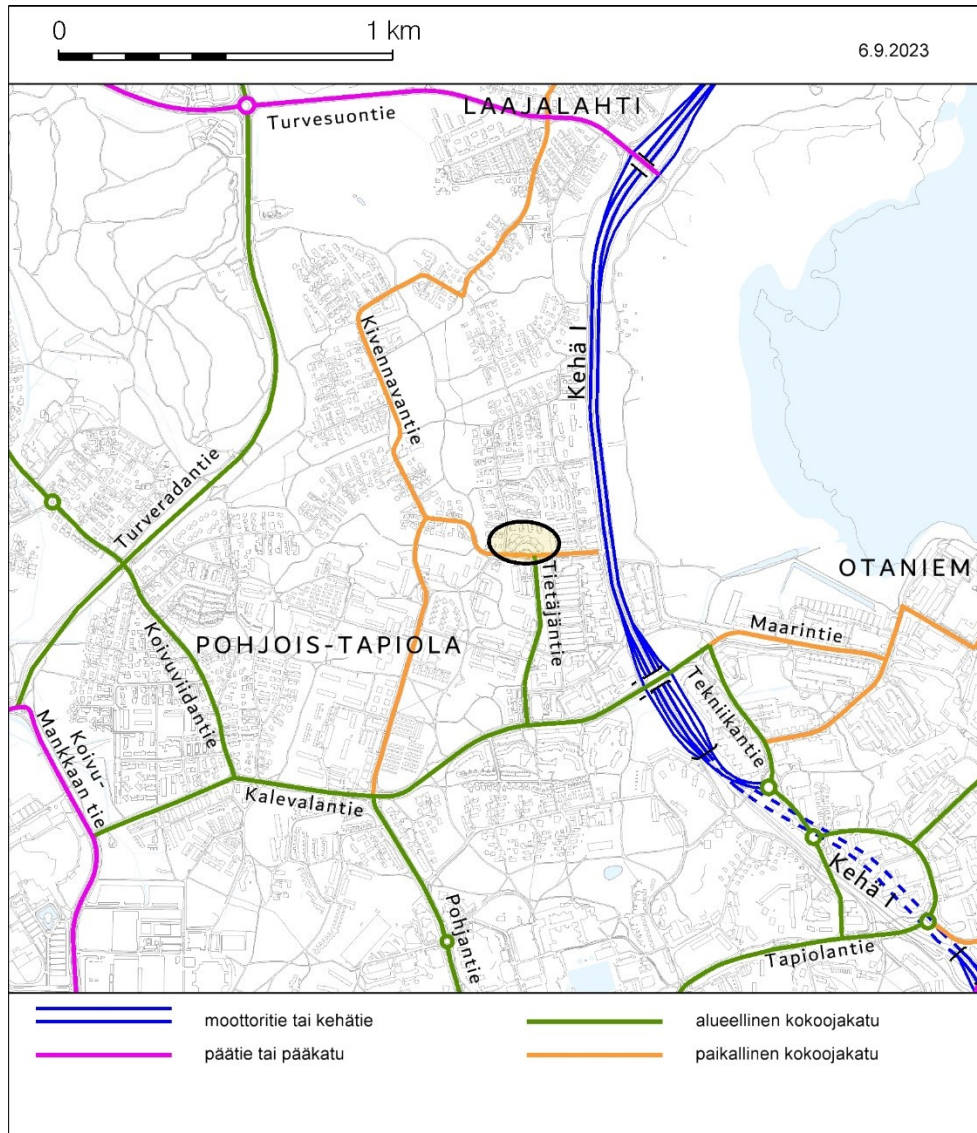 0
1 km
6.9.2023
LAAJALAHTI
Turvesuontie
Kivennavantie
Kehä I
Turveradantie
Tietäjäntie
OTANIEM
Maarintie
POHJOIS-TAPIOLA
Koivuviidantie
Tekniikantie
Koivu-
Mankkaan tie
Kalevalantie
Kehä I
Pohjantie
Tapiolantie
moottoritie tai kehätie
alueellinen kokoojakatu
päätie tai pääkatu
paikallinen kokoojakatu